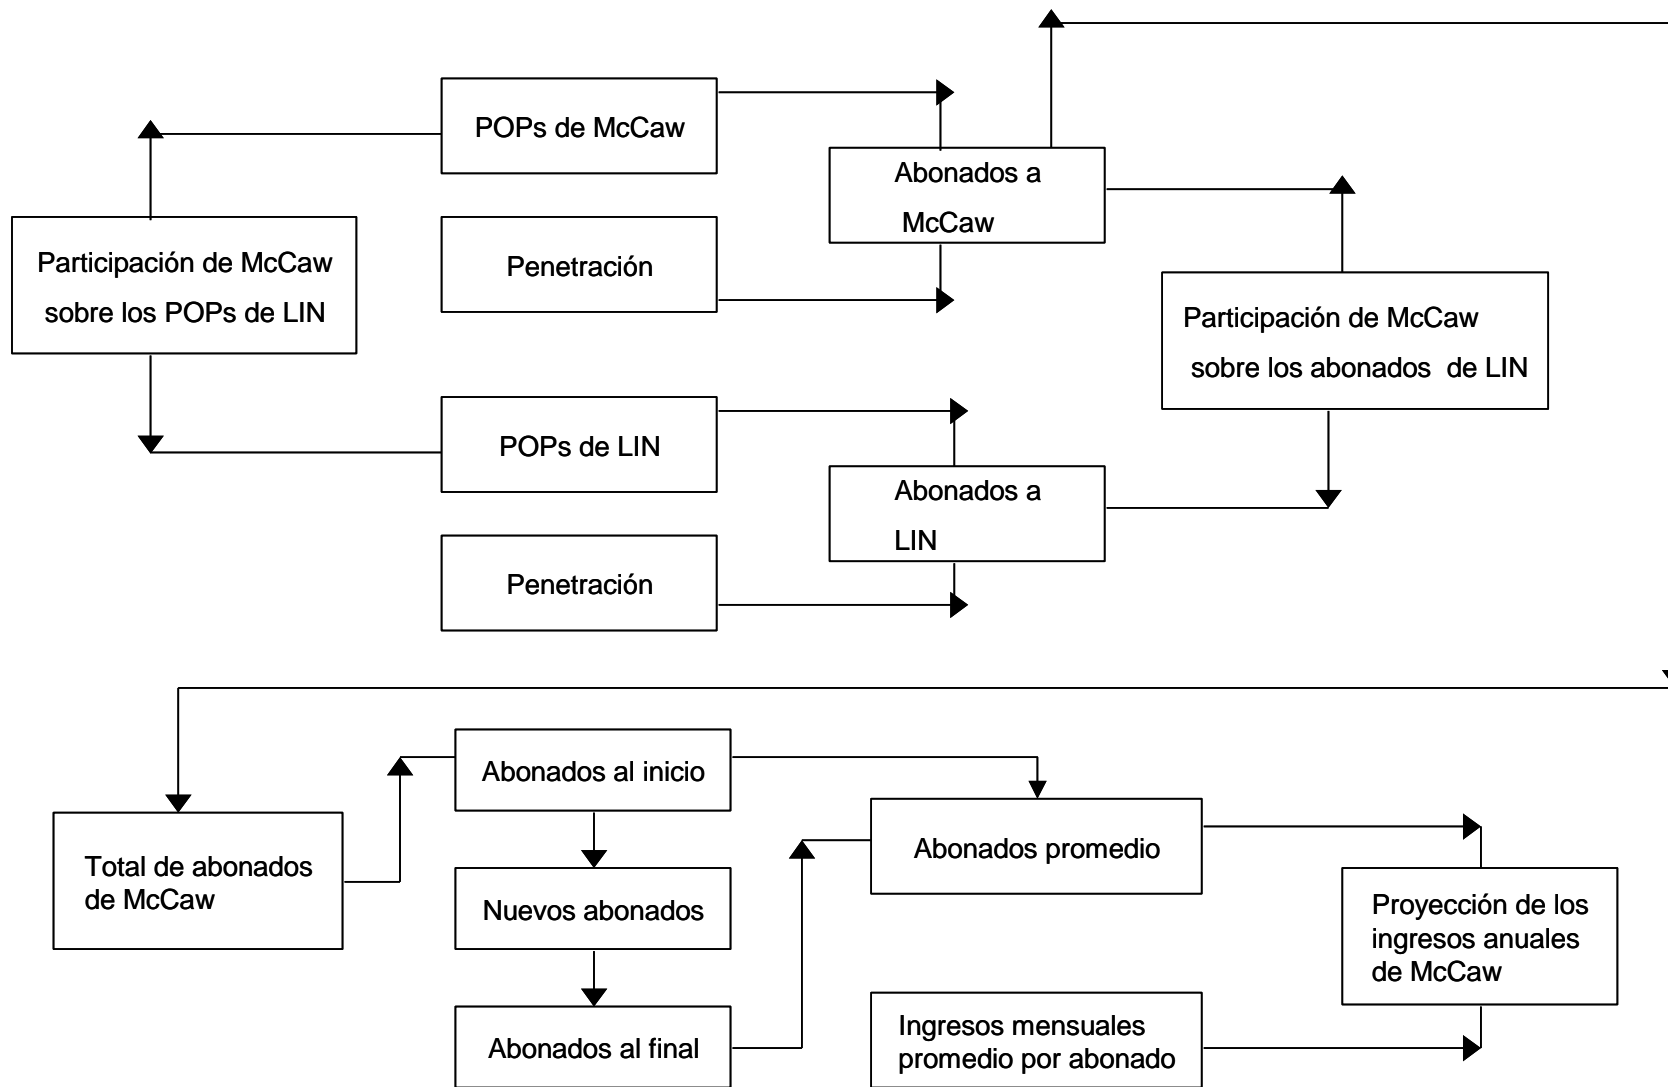 POPs de McCaw
Abonados a
McCaw
Penetración
Participación de McCaw
sobre los POPs de LIN
Participación de McCaw
sobre los abonados de LIN
POPs de LIN
Abonados a
LIN
Penetración
Abonados al inicio
Total de abonados
de McCaw
Nuevos abonados
Abonados al final
Abonados promedio
Ingresos mensuales
promedio por abonado
Proyección de los
ingresos anuales
de McCaw